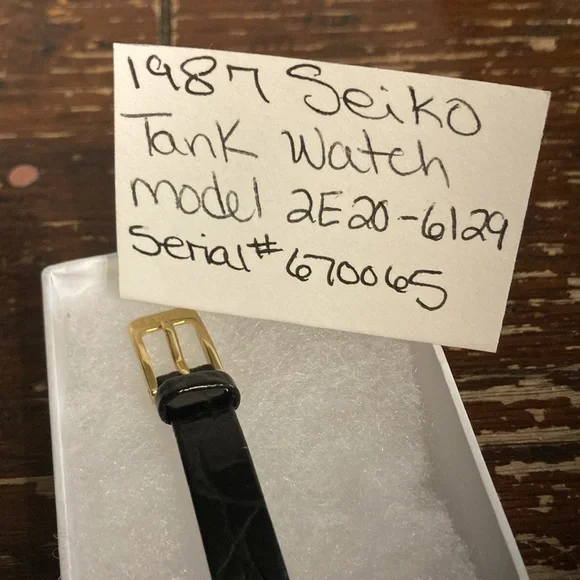 1987 Seiko
Tank Watch
model 2E20-6129
Serial# 670065